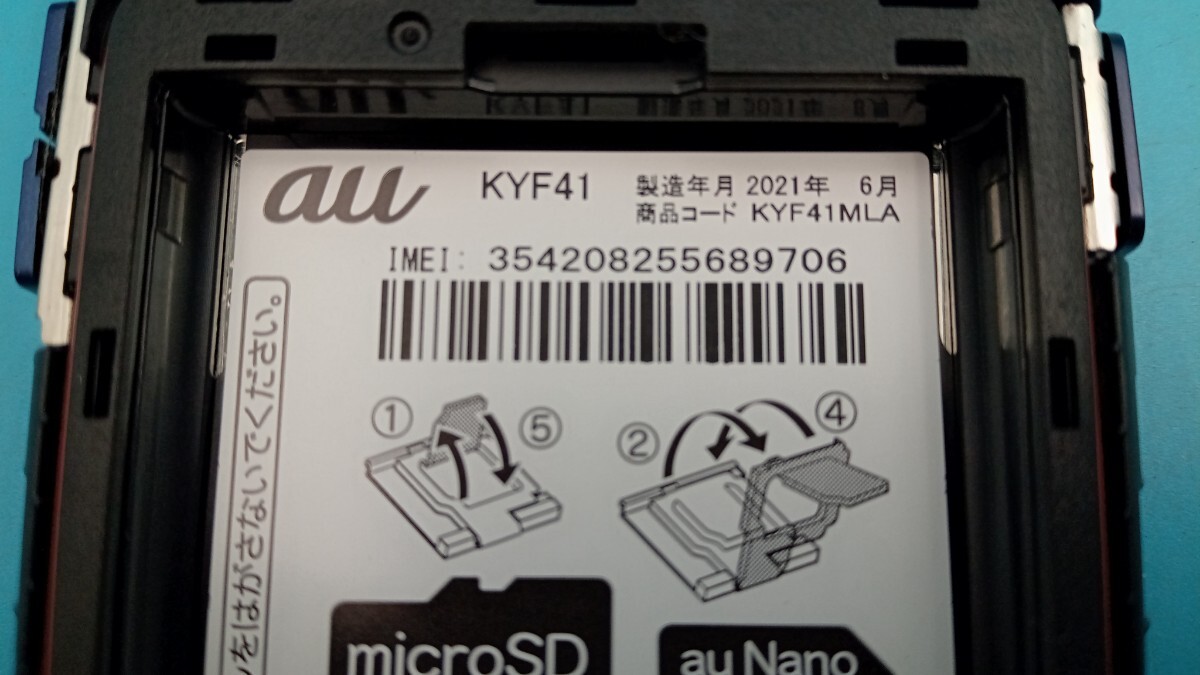 au KYF41 製造年月 2021年 6月
商品コード KYF41MLA
IMEI: 354208255689706
① ⑤ ② ④
をはがさないでください。
microSD
au Nano